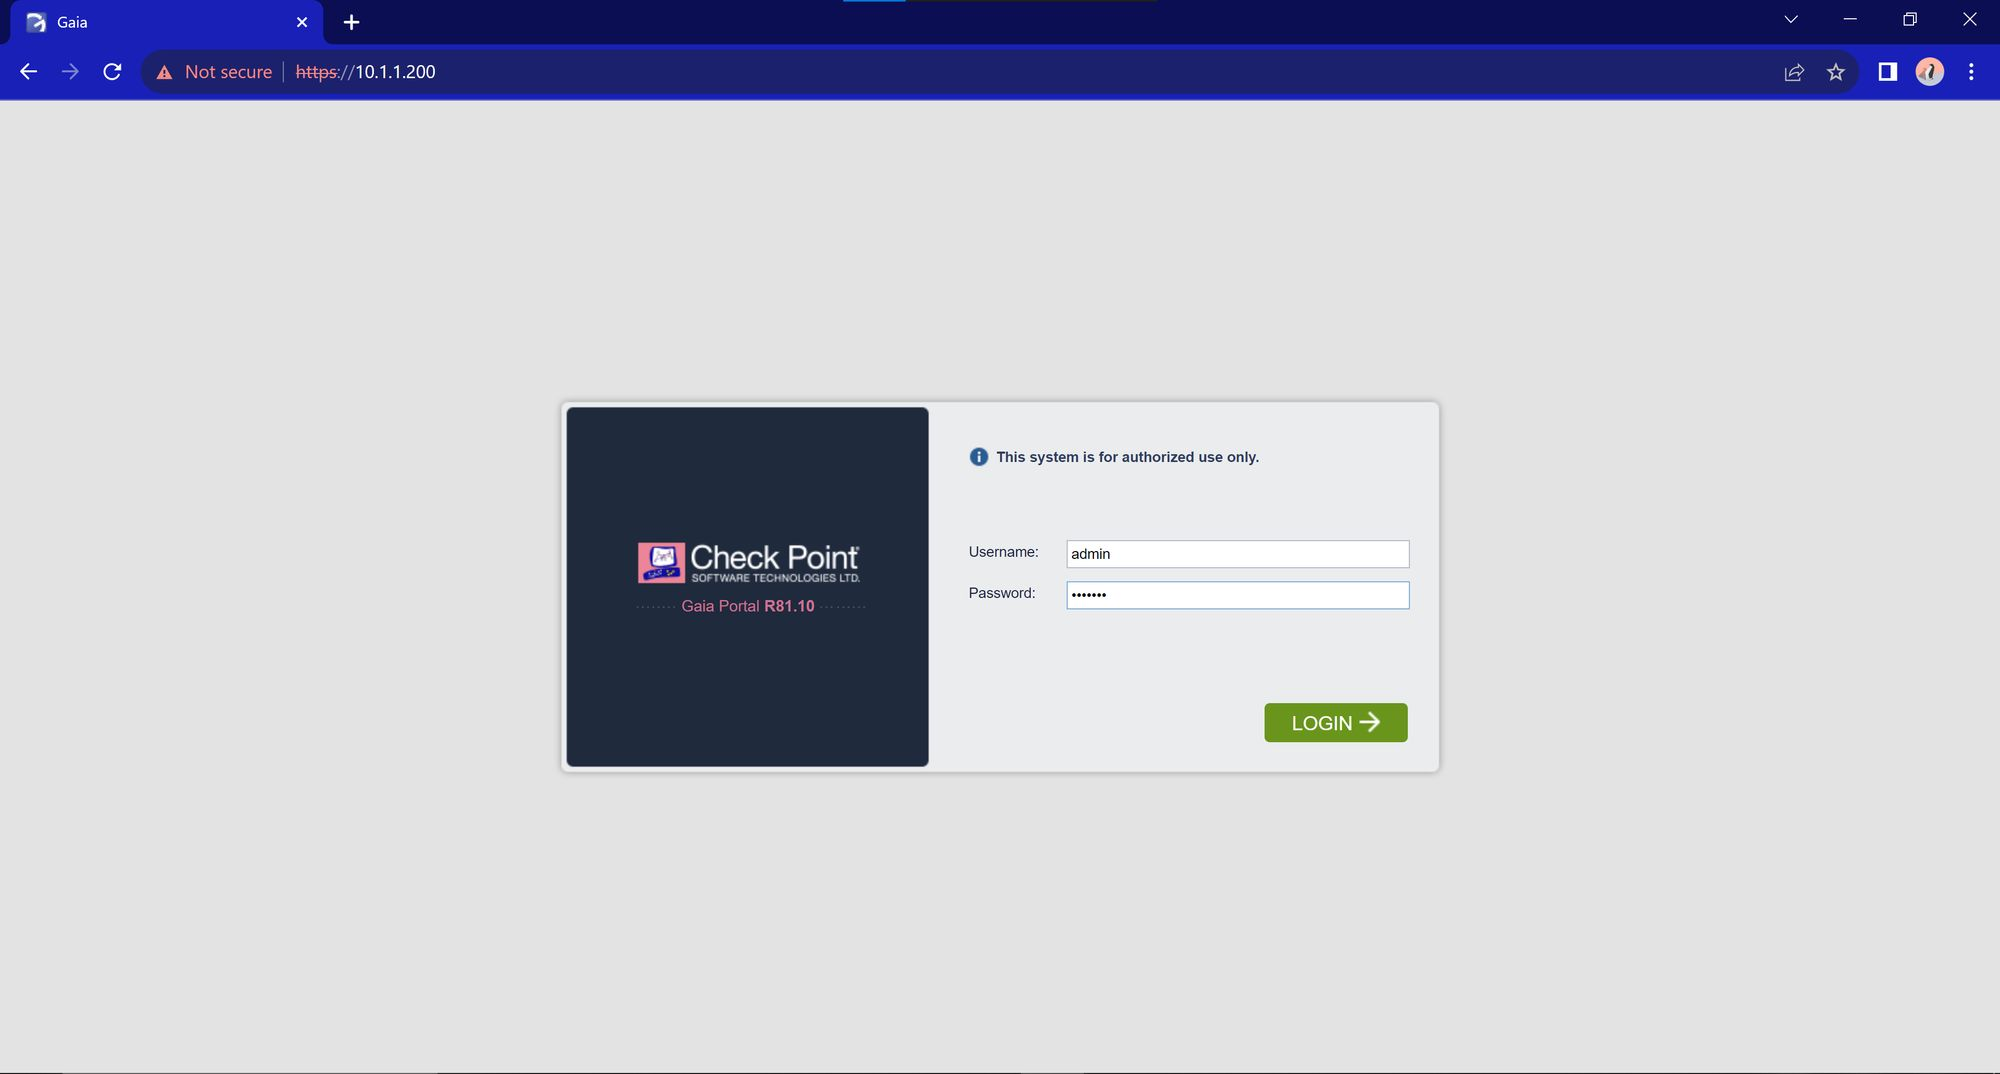 Gaia
Not secure
https://10.1.1.200
This system is for authorized use only.
Check Point
SOFTWARE TECHNOLOGIES LTD.
Gaia Portal R81.10
Username:
admin
Password:
•••••••
LOGIN